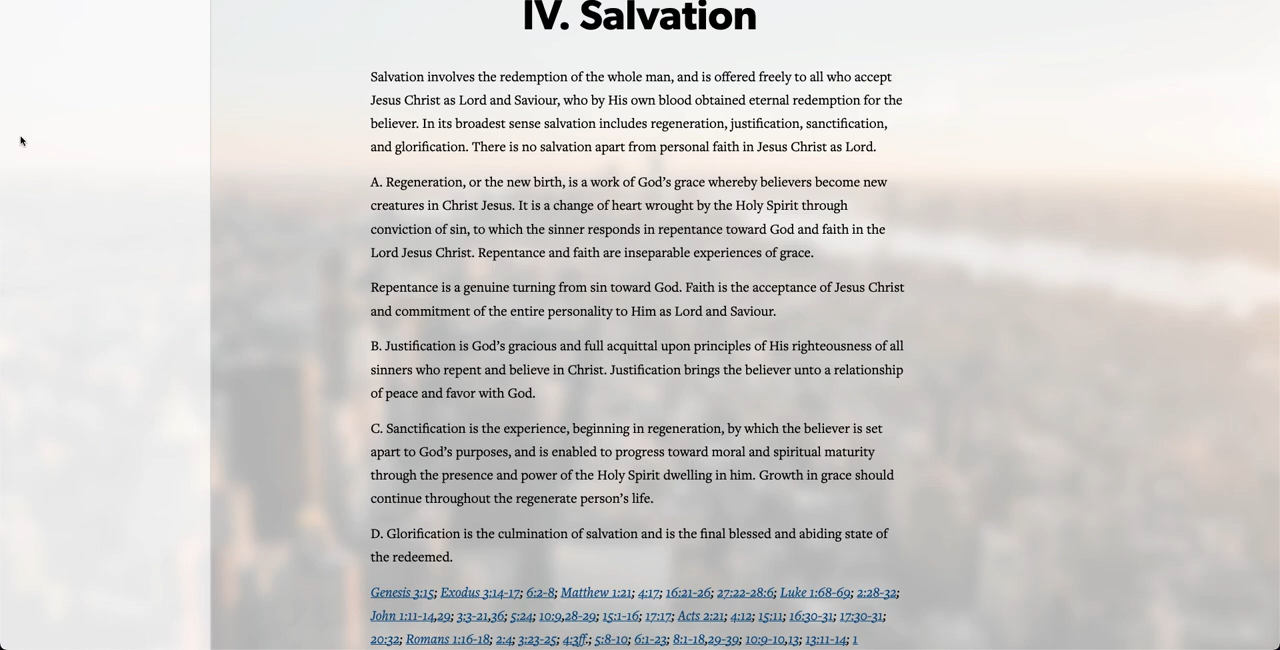 IV. Salvation
Salvation involves the redemption of the whole man, and is offered freely to all who accept
Jesus Christ as Lord and Saviour, who by His own blood obtained eternal redemption for the
believer. In its broadest sense salvation includes regeneration, justification, sanctification,
and glorification. There is no salvation apart from personal faith in Jesus Christ as Lord.
A. Regeneration, or the new birth, is a work of God’s grace whereby believers become new
creatures in Christ Jesus. It is a change of heart wrought by the Holy Spirit through
conviction of sin, to which the sinner responds in repentance toward God and faith in the
Lord Jesus Christ. Repentance and faith are inseparable experiences of grace.
Repentance is a genuine turning from sin toward God. Faith is the acceptance of Jesus Christ
and commitment of the entire personality to Him as Lord and Saviour.
B. Justification is God’s gracious and full acquittal upon principles of His righteousness of all
sinners who repent and believe in Christ. Justification brings the believer unto a relationship
of peace and favor with God.
C. Sanctification is the experience, beginning in regeneration, by which the believer is set
apart to God’s purposes, and is enabled to progress toward moral and spiritual maturity
through the presence and power of the Holy Spirit dwelling in him. Growth in grace should
continue throughout the regenerate person’s life.
D. Glorification is the culmination of salvation and is the final blessed and abiding state of
the redeemed.
Genesis 3:15; Exodus 3:14-17; 6:2-8; Matthew 1:21; 4:17; 16:21-26; 27:22-28:6; Luke 1:68-69; 2:28-32;
John 1:11-14,29; 3:3-21,36; 5:24; 10:9,28-29; 15:1-16; 17:17; Acts 2:21; 4:12; 15:11; 16:30-31; 17:30-31;
20:32; Romans 1:16-18; 2:4; 3:23-25; 4:3ff.; 5:8-10; 6:1-23; 8:1-18,29-39; 10:9-10,13; 13:11-14; 1